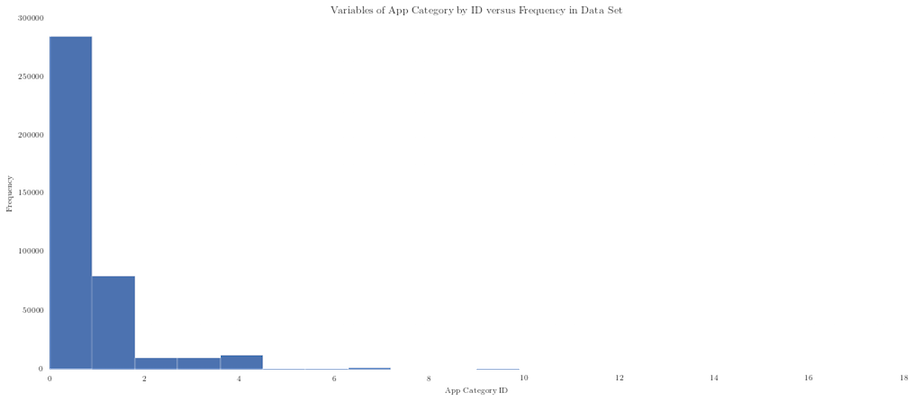 Variables of App Category by ID versus Frequency in Data Set
300000
250000
200000
150000
100000
50000
0
Frequency
0 2 4 6 8 10 12 14 16 18
App Category ID